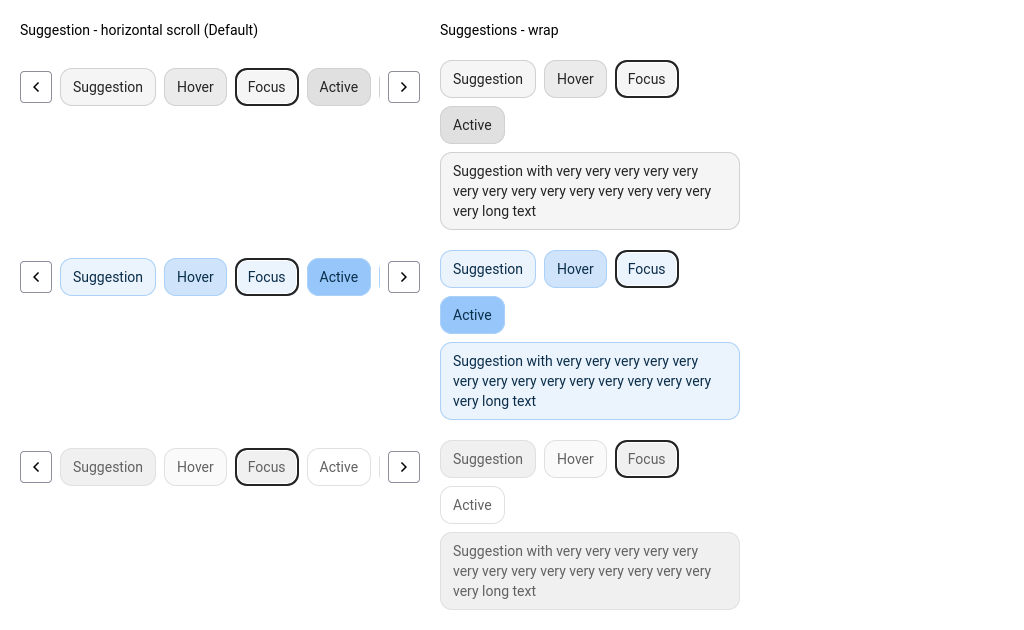 Suggestion - horizontal scroll (Default)
Suggestions - wrap
Suggestion Hover Focus Active
Suggestion Hover Focus
Active
Suggestion with very very very very very
very very very very very very very very very
very long text
Suggestion Hover Focus Active
Suggestion Hover Focus
Active
Suggestion with very very very very very
very very very very very very very very very
very long text
Suggestion Hover Focus Active
Suggestion Hover Focus
Active
Suggestion with very very very very very
very very very very very very very very very
very long text